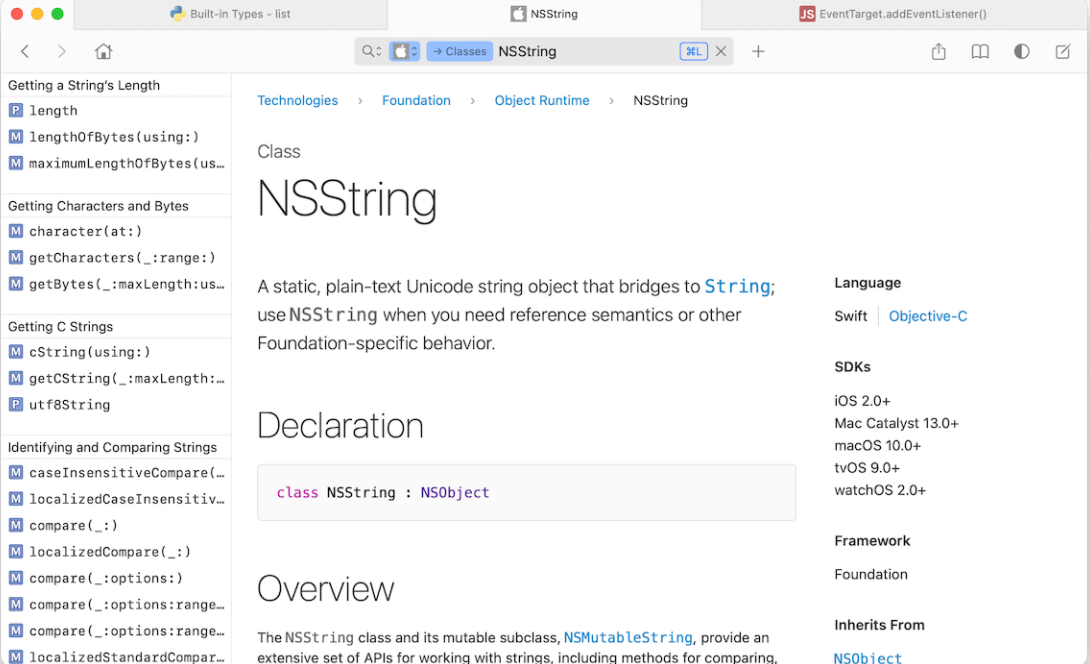 Built-in Types - list
NSString
JS EventTarget.addEventListener()
→ Classes NSString ⌘L
Getting a String's Length
P length
M lengthOfBytes(using:)
M maximumLengthOfBytes(us…
Getting Characters and Bytes
M character(at:)
M getCharacters(_:range:)
M getBytes(_:maxLength:us…
Getting C Strings
M cString(using:)
M getCString(_:maxLength:…
P utf8String
Identifying and Comparing Strings
M caseInsensitiveCompare(…
M localizedCaseInsensitiv…
M compare(_:)
M localizedCompare(_:)
M compare(_:options:)
M compare(_:options:range…
M compare(_:options:range…
M localizedStandardCompar…
Technologies > Foundation > Object Runtime > NSString
Class
NSString
A static, plain-text Unicode string object that bridges to String;
use NSString when you need reference semantics or other
Foundation-specific behavior.
Declaration
class NSString : NSObject
Overview
The NSString class and its mutable subclass, NSMutableString, provide an
extensive set of APIs for working with strings, including methods for comparing,
Language
Swift Objective-C
SDKs
iOS 2.0+
Mac Catalyst 13.0+
macOS 10.0+
tvOS 9.0+
watchOS 2.0+
Framework
Foundation
Inherits From
NSObject